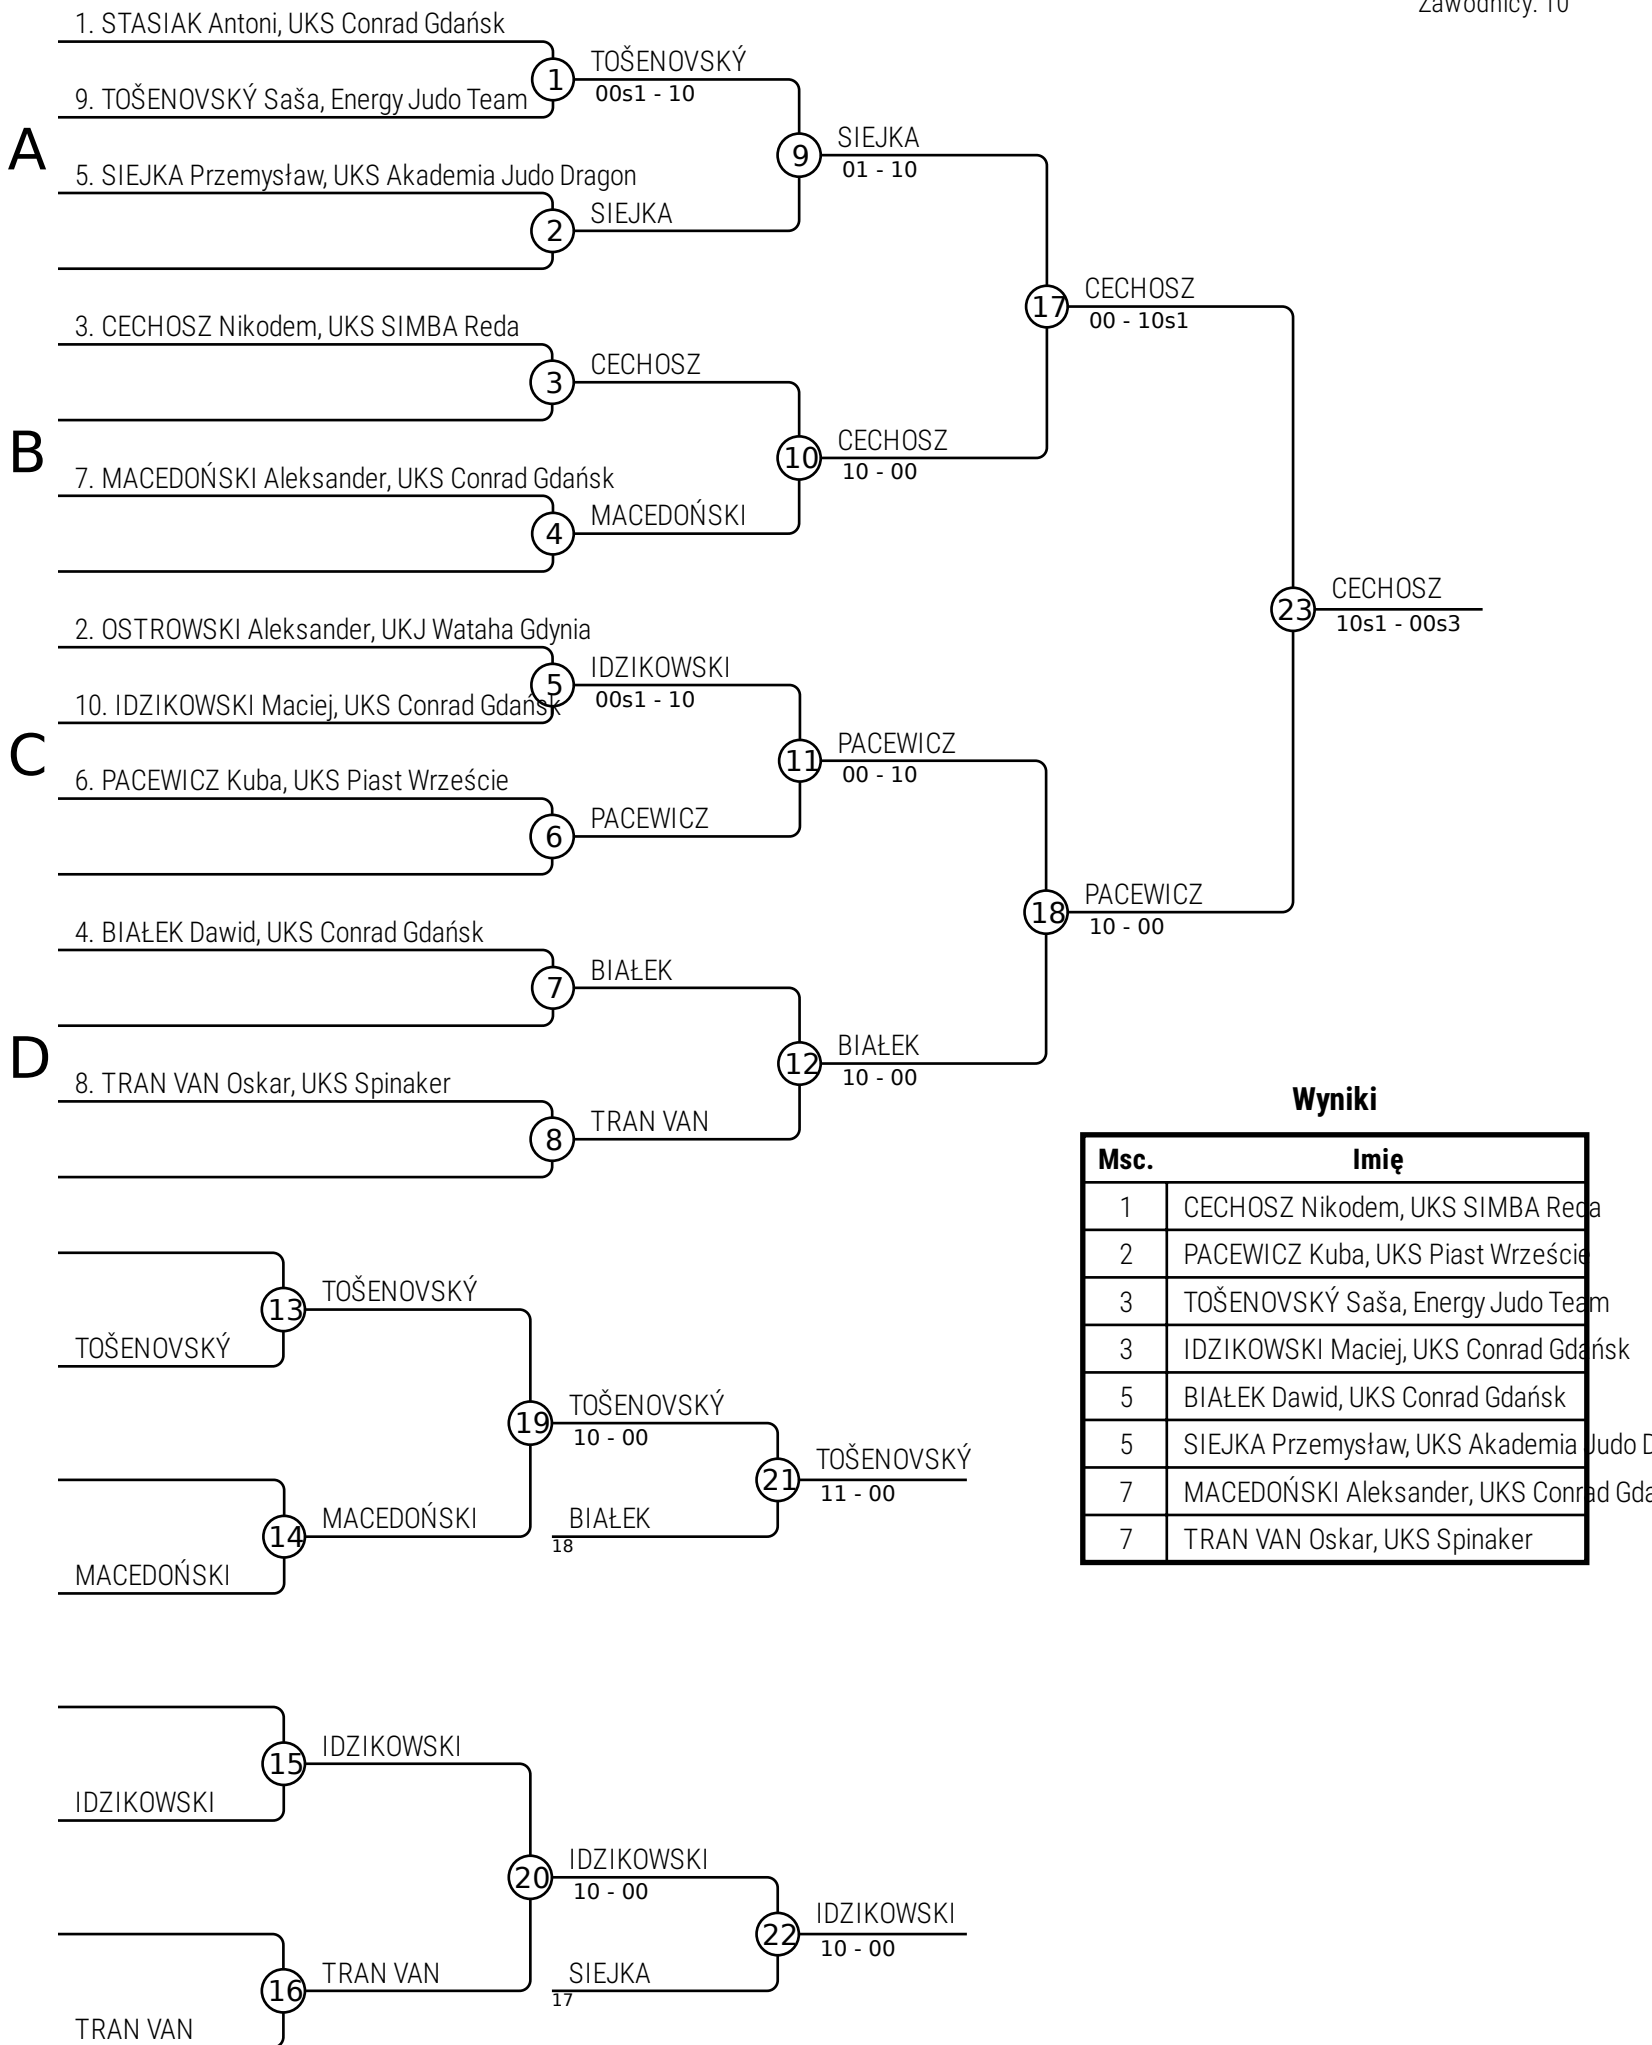 Zawodnicy: 10
1. STASIAK Antoni, UKS Conrad Gdańsk
TOŠENOVSKÝ
1
00s1 - 10
9. TOŠENOVSKÝ Saša, Energy Judo Team
A
SIEJKA
9
01 - 10
5. SIEJKA Przemysław, UKS Akademia Judo Dragon
SIEJKA
2
CECHOSZ
17
00 - 10s1
3. CECHOSZ Nikodem, UKS SIMBA Reda
CECHOSZ
3
B
CECHOSZ
10
10 - 00
7. MACEDOŃSKI Aleksander, UKS Conrad Gdańsk
MACEDOŃSKI
4
CECHOSZ
23
10s1 - 00s3
2. OSTROWSKI Aleksander, UKJ Wataha Gdynia
IDZIKOWSKI
5
00s1 - 10
10. IDZIKOWSKI Maciej, UKS Conrad Gdańsk
C
PACEWICZ
11
00 - 10
6. PACEWICZ Kuba, UKS Piast Wrzeście
PACEWICZ
6
PACEWICZ
18
10 - 00
4. BIAŁEK Dawid, UKS Conrad Gdańsk
BIAŁEK
7
D
BIAŁEK
12
10 - 00
8. TRAN VAN Oskar, UKS Spinaker
TRAN VAN
8
Wyniki
Msc. Imię
1 CECHOSZ Nikodem, UKS SIMBA Reda
2 PACEWICZ Kuba, UKS Piast Wrzeście
3 TOŠENOVSKÝ Saša, Energy Judo Team
3 IDZIKOWSKI Maciej, UKS Conrad Gdańsk
5 BIAŁEK Dawid, UKS Conrad Gdańsk
5 SIEJKA Przemysław, UKS Akademia Judo D
7 MACEDOŃSKI Aleksander, UKS Conrad Gda
7 TRAN VAN Oskar, UKS Spinaker
TOŠENOVSKÝ
13
TOŠENOVSKÝ
TOŠENOVSKÝ
19
10 - 00
TOŠENOVSKÝ
21
11 - 00
MACEDOŃSKI
14
BIAŁEK
18
MACEDOŃSKI
IDZIKOWSKI
15
IDZIKOWSKI
IDZIKOWSKI
20
10 - 00
IDZIKOWSKI
22
10 - 00
TRAN VAN
16
SIEJKA
17
TRAN VAN